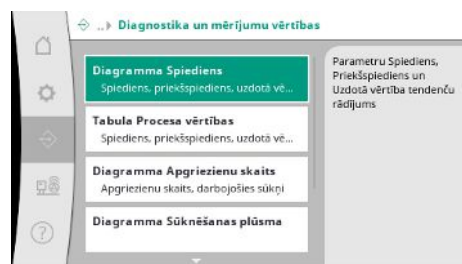 ..▸ Diagnostika un mērījumu vērtības
Diagramma Spiediens
Spiediens, priekšspiediens, uzdotā vē...
Tabula Procesa vērtības
Spiediens, priekšspiediens, uzdotā vē...
Diagramma Apgriezienu skaits
Apgriezienu skaits, darbojošies sūkņi
Diagramma Sūknēšanas plūsma
Parametru Spiediens,
Priekšspiediens un
Uzdotā vērtība tendenču
rādījums